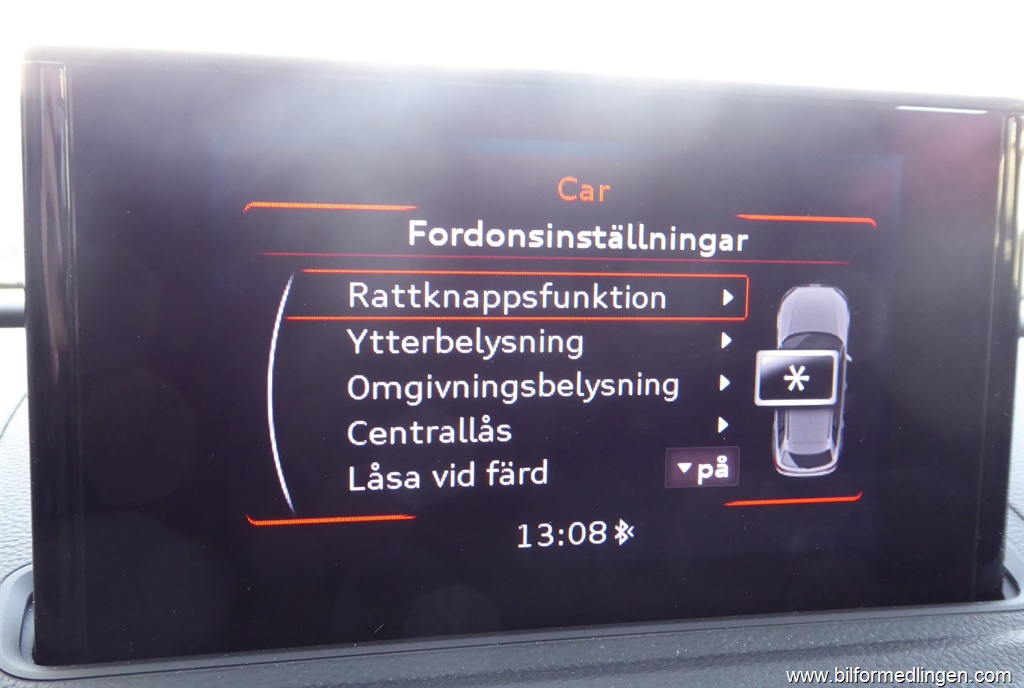 Car
Fordonsinställningar
Rattknappsfunktion
Ytterbelysning
Omgivningsbelysning
Centrallås
Låsa vid färd på
13:08
www.bilformedlingen.com